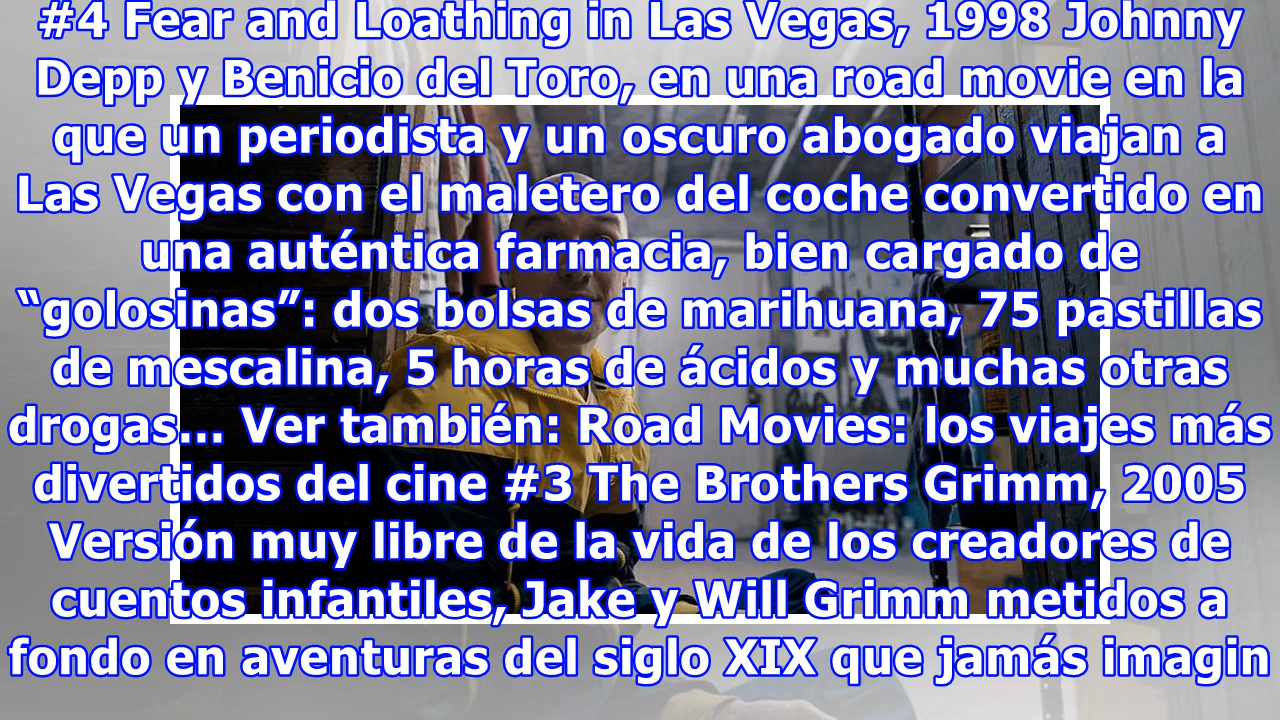 #4 Fear and Loathing in Las Vegas, 1998 Johnny
Depp y Benicio del Toro, en una road movie en la
que un periodista y un oscuro abogado viajan a
Las Vegas con el maletero del coche convertido en
una auténtica farmacia, bien cargado de
“golosinas”: dos bolsas de marihuana, 75 pastillas
de mescalina, 5 horas de ácidos y muchas otras
drogas... Ver también: Road Movies: los viajes más
divertidos del cine #3 The Brothers Grimm, 2005
Versión muy libre de la vida de los creadores de
cuentos infantiles, Jake y Will Grimm metidos a
fondo en aventuras del siglo XIX que jamás imagin